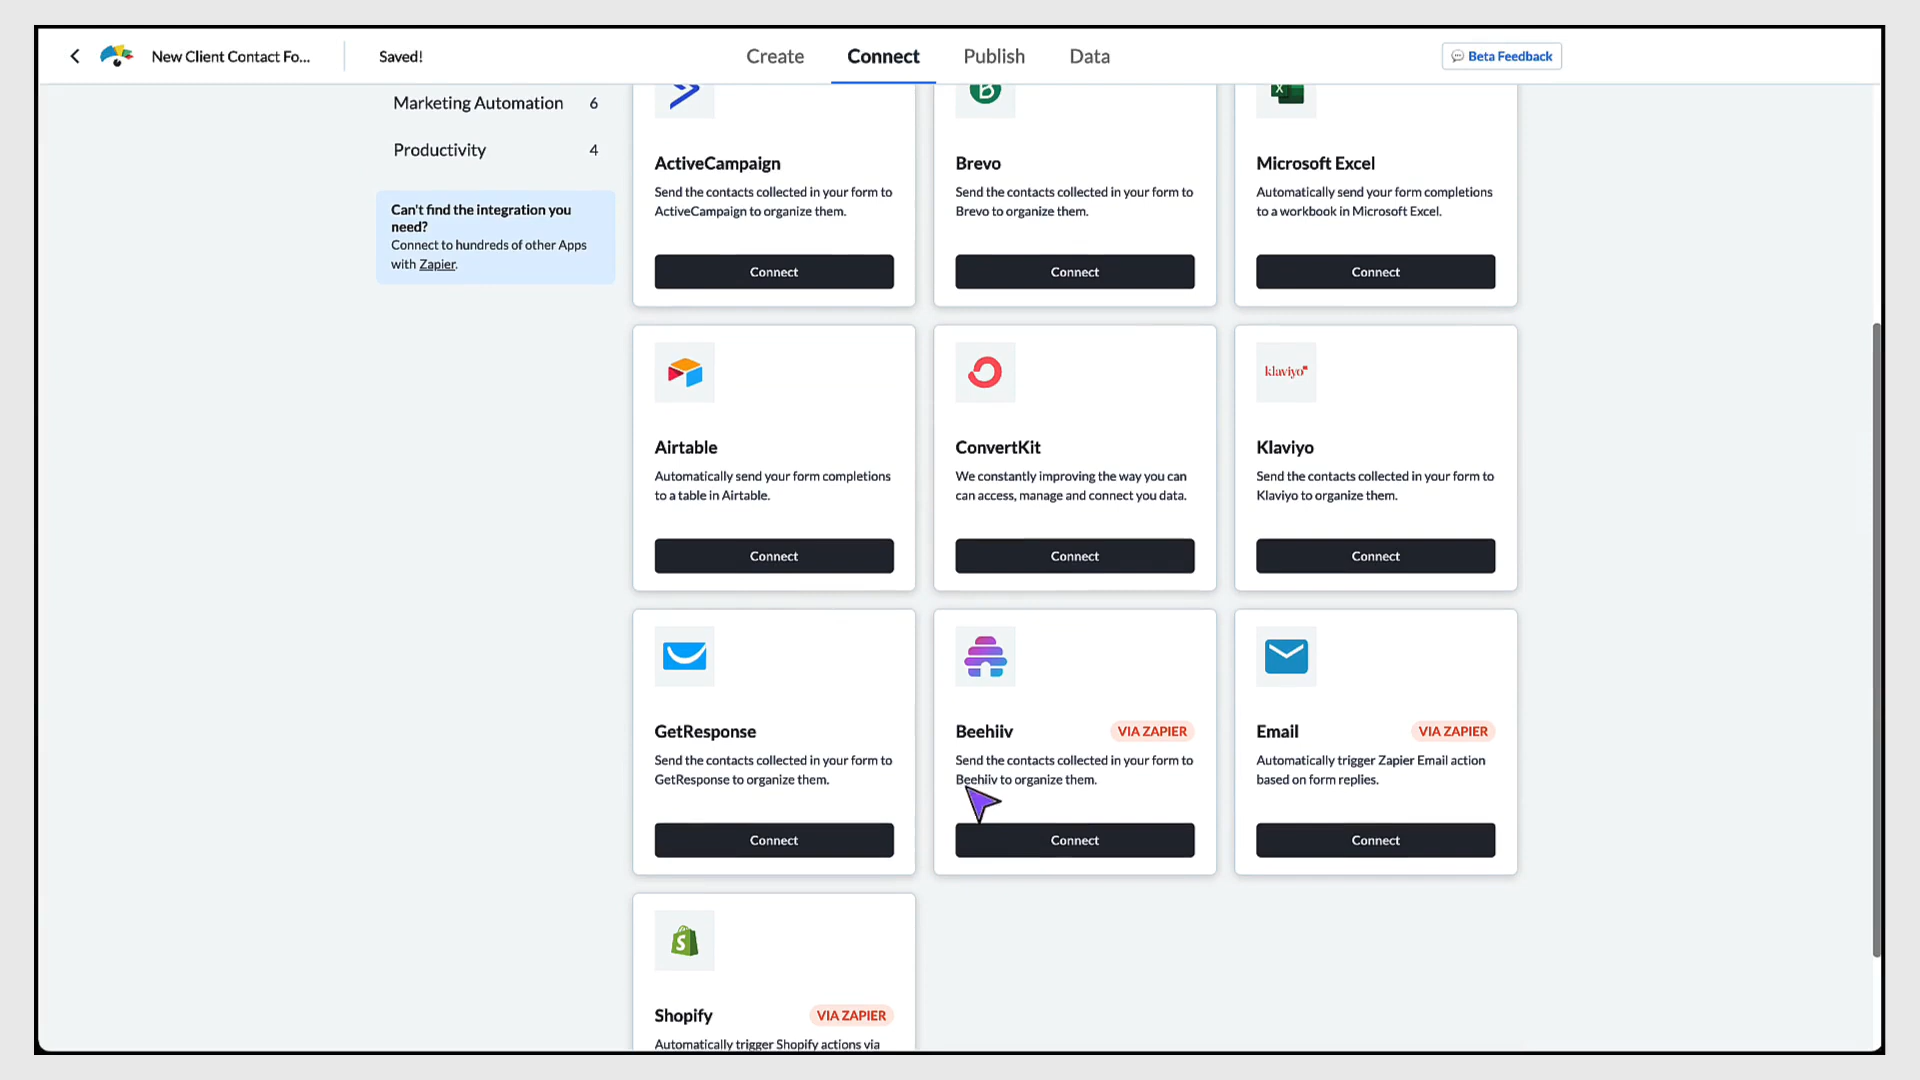 New Client Contact Fo...
Saved!
Create
Connect
Publish
Data
Beta Feedback
Marketing Automation 6
Productivity 4
Can't find the integration you
need?
Connect to hundreds of other Apps
with Zapier.
ActiveCampaign
Send the contacts collected in your form to
ActiveCampaign to organize them.
Connect
Brevo
Send the contacts collected in your form to
Brevo to organize them.
Connect
Microsoft Excel
Automatically send your form completions
to a workbook in Microsoft Excel.
Connect
Airtable
Automatically send your form completions
to a table in Airtable.
Connect
ConvertKit
We constantly improving the way you can
can access, manage and connect you data.
Connect
klaviyo
Klaviyo
Send the contacts collected in your form to
Klaviyo to organize them.
Connect
GetResponse
Send the contacts collected in your form to
GetResponse to organize them.
Connect
Beehiiv VIA ZAPIER
Send the contacts collected in your form to
Beehiiv to organize them.
Connect
Email VIA ZAPIER
Automatically trigger Zapier Email action
based on form replies.
Connect
Shopify VIA ZAPIER
Automatically trigger Shopify actions via